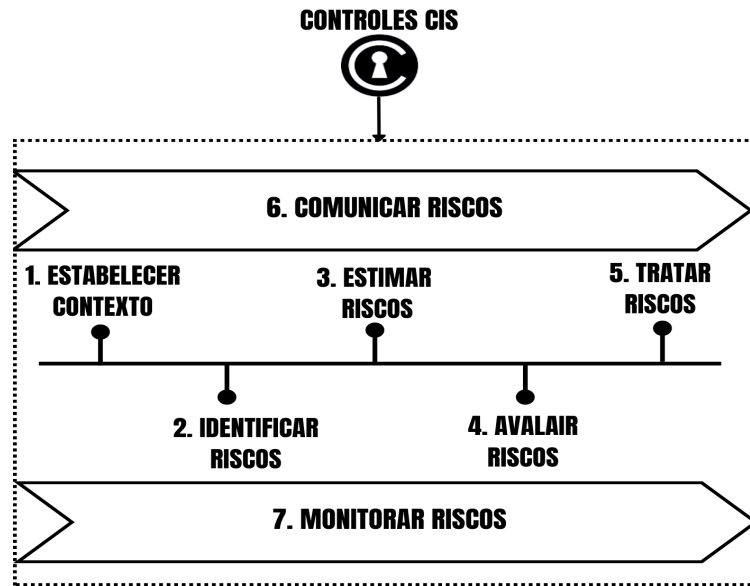 CONTROLES CIS
6. COMUNICAR RISCOS
1. ESTABELECER
CONTEXTO
3. ESTIMAR
RISCOS
5. TRATAR
RISCOS
2. IDENTIFICAR
RISCOS
4. AVALAIR
RISCOS
7. MONITORAR RISCOS